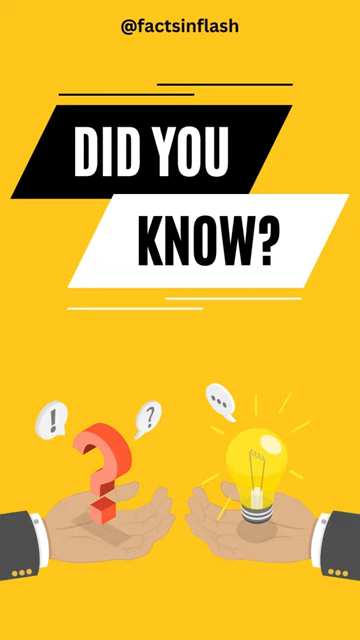 @factsinflash
DID YOU
KNOW?
!
?
...
?